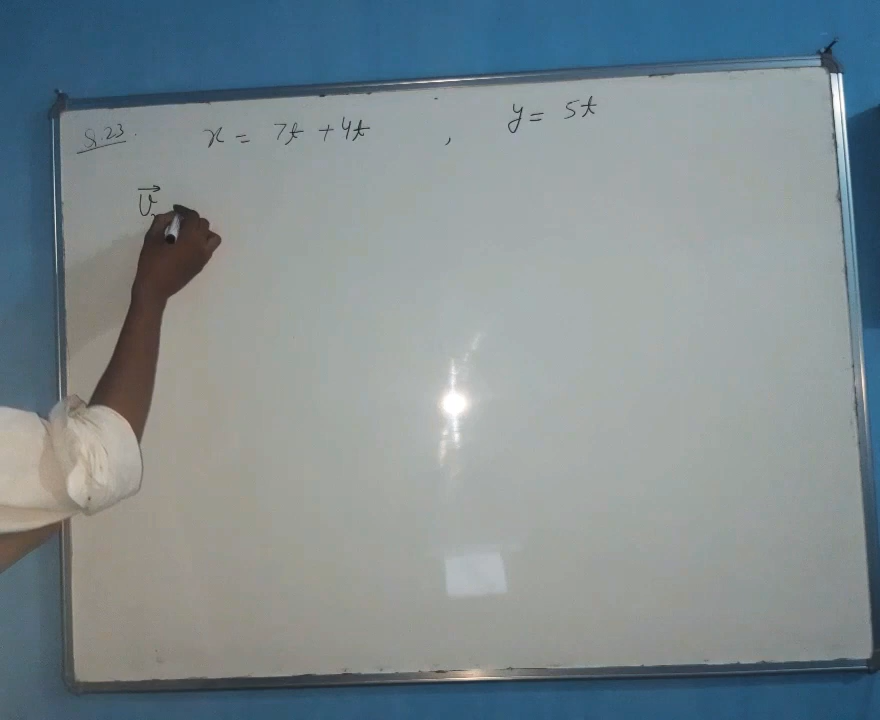 Q.23. x = 7t + 4t , y = 5t
V